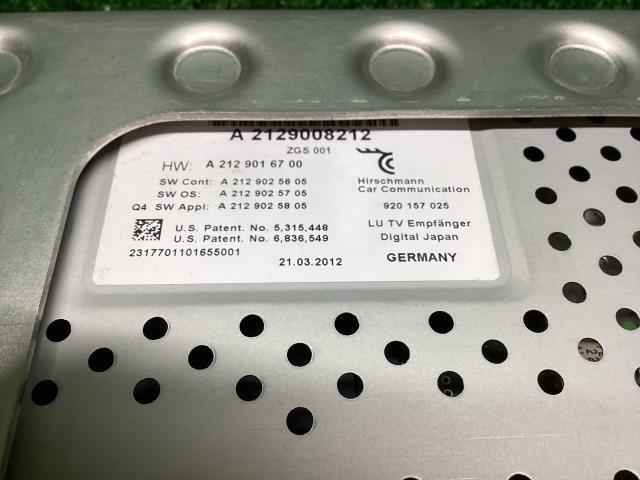 A 2129008212
ZGS 001
HW: A 212 901 67 00
SW Cont: A 212 902 56 05
SW OS: A 212 902 57 05
Q4 SW Appl: A 212 902 58 05
U.S. Patent. No. 5,315,448
U.S. Patent. No. 6,836,549
2317701101655001
21.03.2012
Hirschmann
Car Communication
920 157 025
LU TV Empfänger
Digital Japan
GERMANY